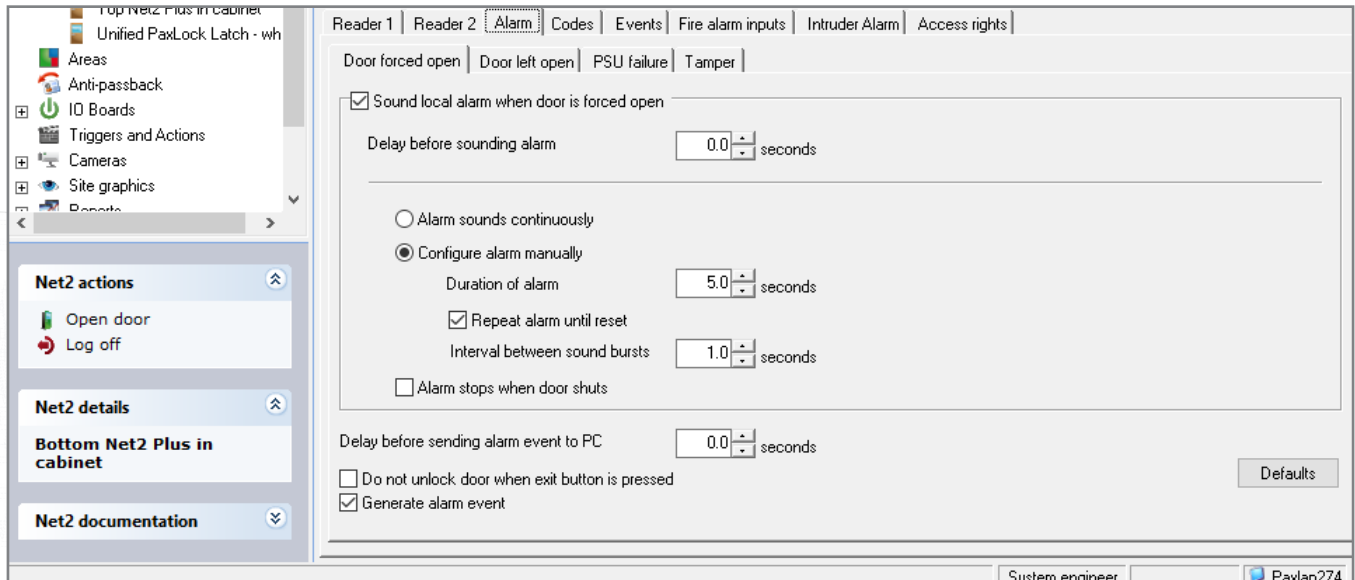 Top Net2 Plus in cabinet
Unified PaxLock Latch - wh
Areas
Anti-passback
IO Boards
Triggers and Actions
Cameras
Site graphics
Reports
Net2 actions
Open door
Log off
Net2 details
Bottom Net2 Plus in
cabinet
Net2 documentation
Reader 1 Reader 2 Alarm Codes Events Fire alarm inputs Intruder Alarm Access rights
Door forced open Door left open PSU failure Tamper
Sound local alarm when door is forced open
Delay before sounding alarm 0.0 seconds
Alarm sounds continuously
Configure alarm manually
Duration of alarm 5.0 seconds
Repeat alarm until reset
Interval between sound bursts 1.0 seconds
Alarm stops when door shuts
Delay before sending alarm event to PC 0.0 seconds
Do not unlock door when exit button is pressed
Generate alarm event
Defaults
System engineer Paxlap274